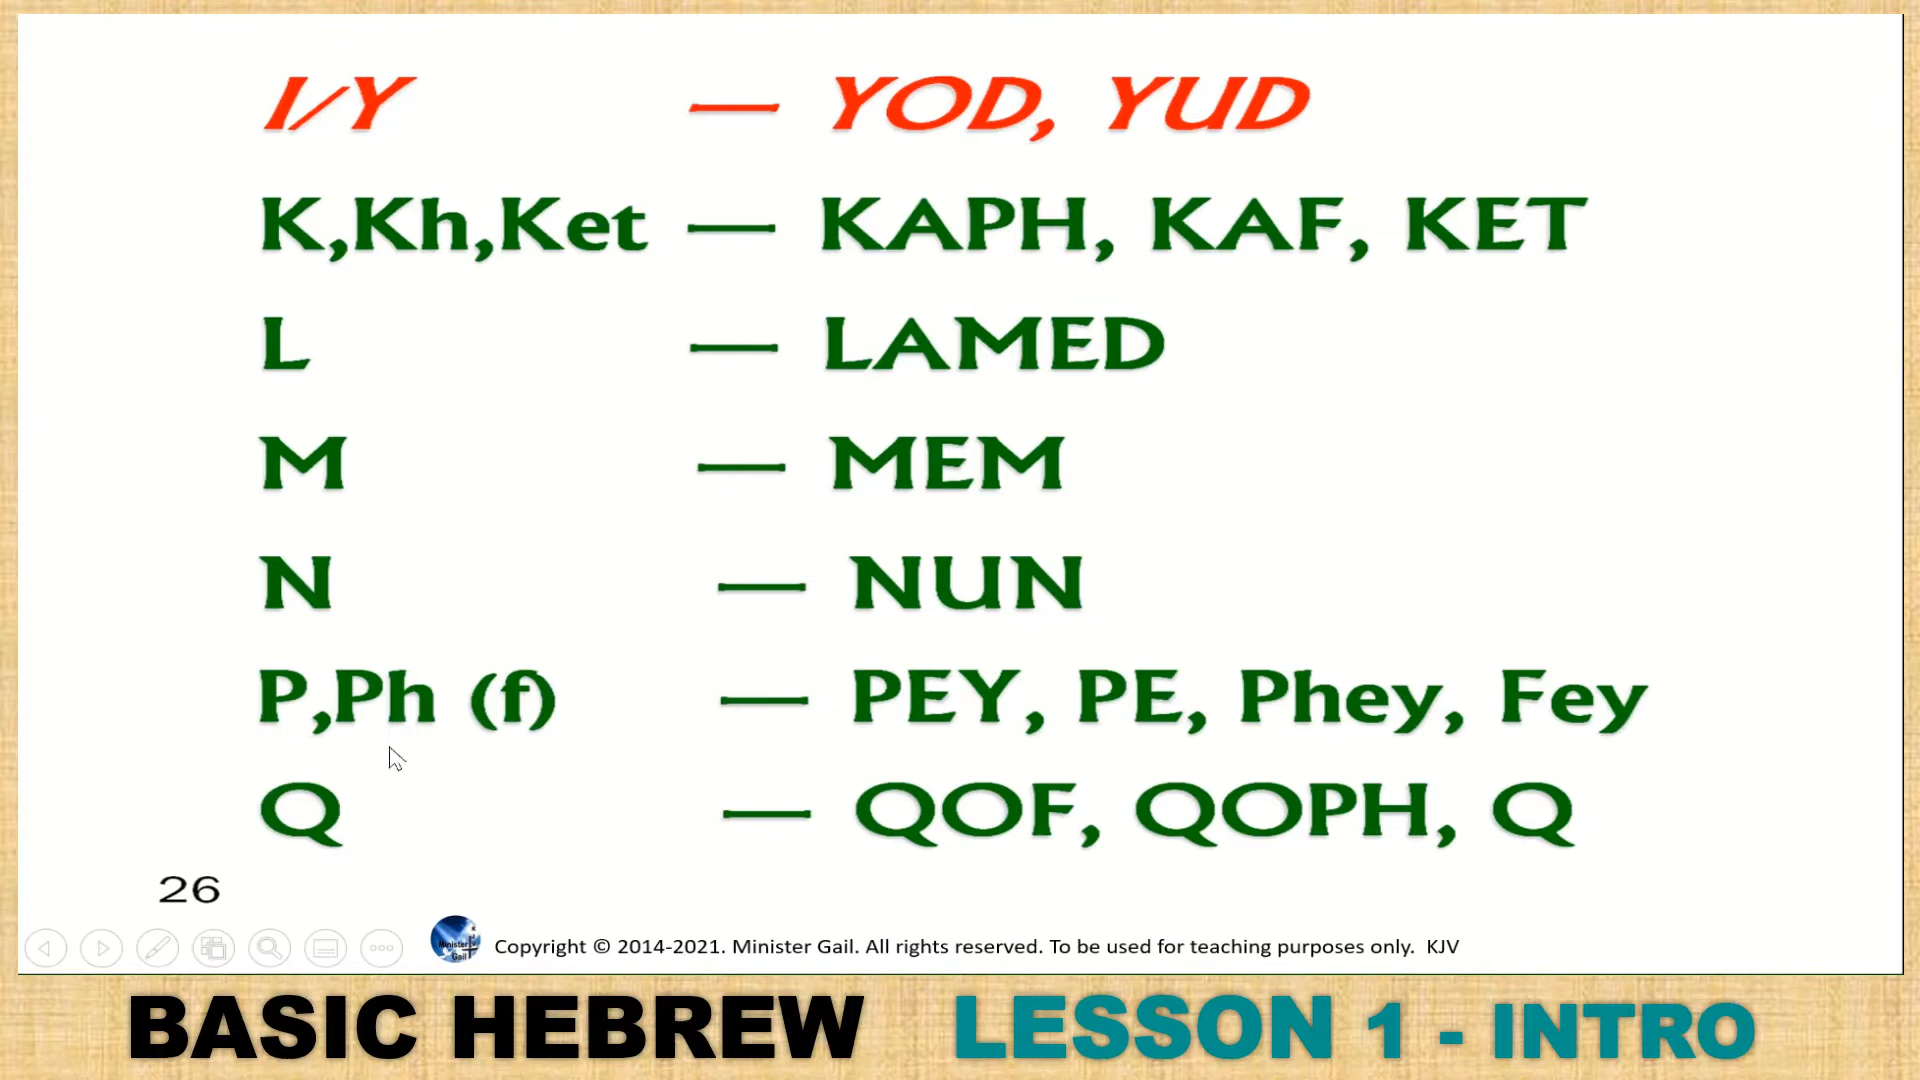 I/Y — YOD, YUD
K,Kh,Ket — KAPH, KAF, KET
L — LAMED
M — MEM
N — NUN
P,Ph (f) — PEY, PE, Phey, Fey
Q — QOF, QOPH, Q
26
Minister Gail
Copyright © 2014-2021. Minister Gail. All rights reserved. To be used for teaching purposes only. KJV
BASIC HEBREW LESSON 1 - INTRO